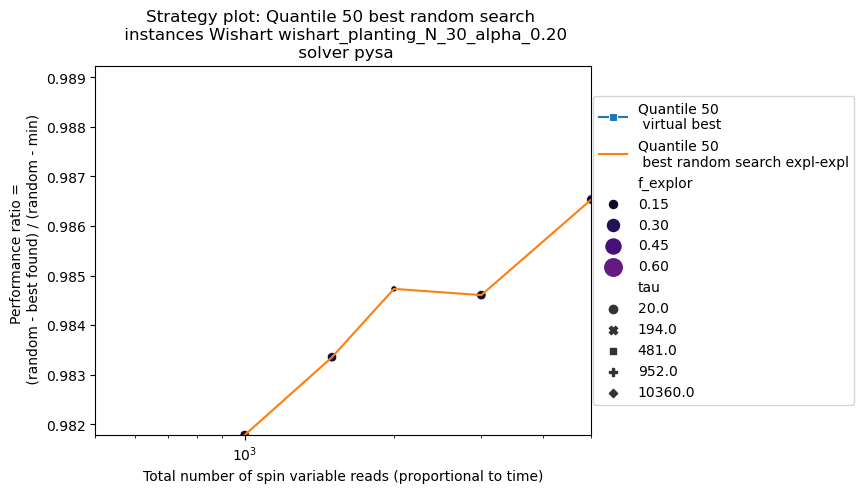 Strategy plot: Quantile 50 best random search
instances Wishart wishart_planting_N_30_alpha_0.20
solver pysa
Performance ratio =
(random - best found) / (random - min)
0.989
0.988
0.987
0.986
0.985
0.984
0.983
0.982
10³
Total number of spin variable reads (proportional to time)
Quantile 50
virtual best
Quantile 50
best random search expl-expl
f_explor
0.15
0.30
0.45
0.60
tau
20.0
194.0
481.0
952.0
10360.0